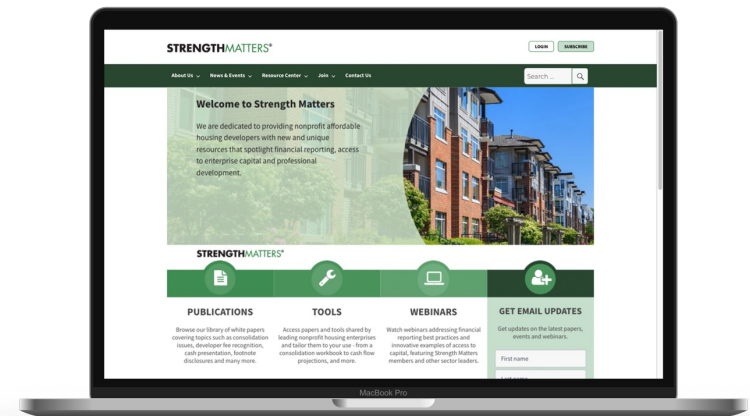 STRENGTHMATTERS®
LOGIN
SUBSCRIBE
About Us
News & Events
Resource Center
Join
Contact Us
Search ...
Welcome to Strength Matters
We are dedicated to providing nonprofit affordable
housing developers with new and unique
resources that spotlight financial reporting, access
to enterprise capital and professional
development.
STRENGTHMATTERS®
PUBLICATIONS
Browse our library of white papers
covering topics such as consolidation
issues, developer fee recognition,
cash presentation, footnote
disclosures and many more.
TOOLS
Access papers and tools shared by
leading nonprofit housing enterprises
and tailor them to your use - from a
consolidation workbook to cash flow
projections, and more.
WEBINARS
Watch webinars addressing financial
reporting best practices and
innovative examples of access to
capital, featuring Strength Matters
members and other sector leaders.
GET EMAIL UPDATES
Get updates on the latest papers,
events and webinars.
First name
Last name
MacBook Pro